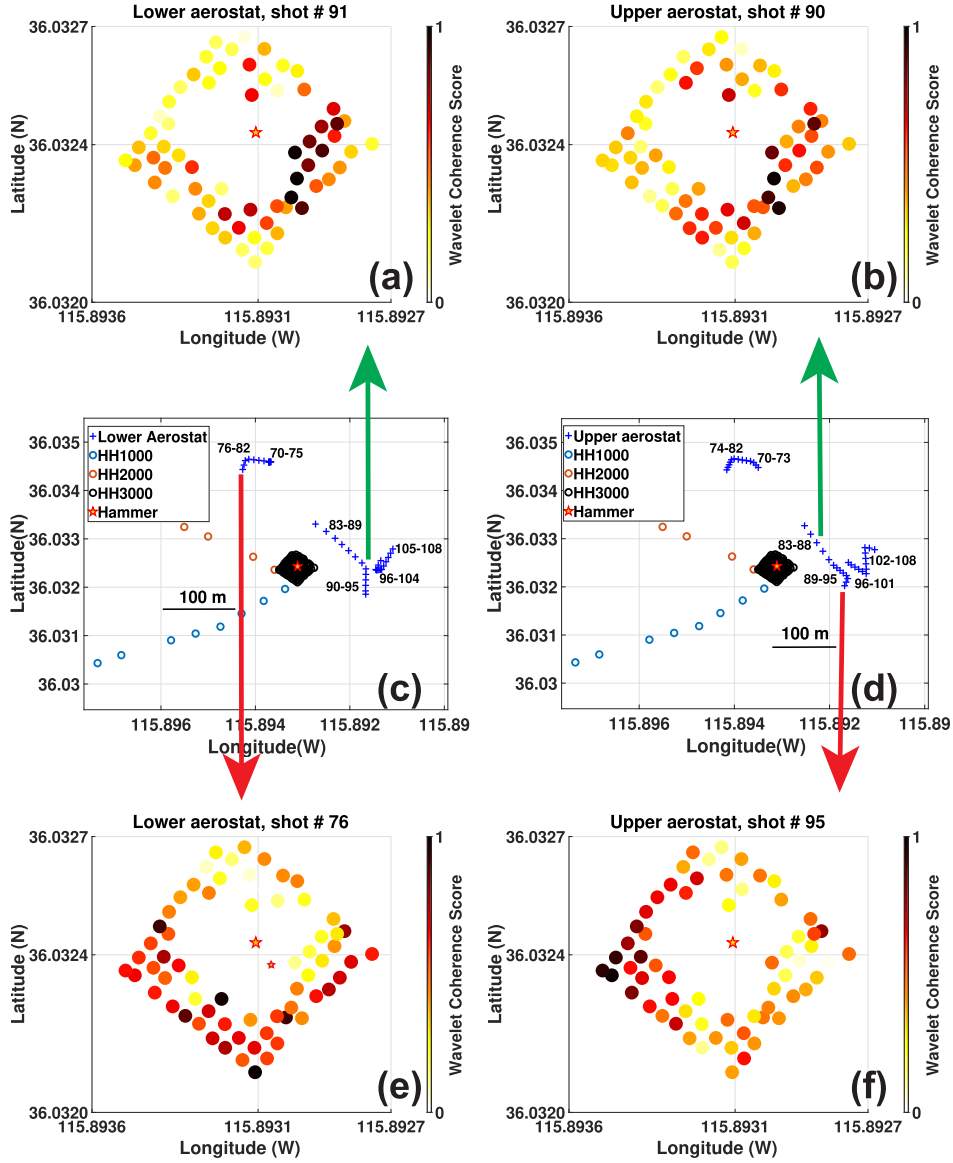 Lower aerostat, shot # 91
36.0327
36.0324
36.0320
Latitude (N)
115.8936
115.8931
115.8927
Longitude (W)
1
0
Wavelet Coherence Score
(a)
Upper aerostat, shot # 90
36.0327
36.0324
36.0320
Latitude (N)
115.8936
115.8931
115.8927
Longitude (W)
1
0
Wavelet Coherence Score
(b)
36.035
36.034
36.033
36.032
36.031
36.03
Latitude(N)
Lower Aerostat
HH1000
HH2000
HH3000
Hammer
76-82
70-75
83-89
105-108
90-95
96-104
100 m
(c)
115.896
115.894
115.892
115.89
Longitude(W)
36.035
36.034
36.033
36.032
36.031
36.03
Latitude(N)
Upper aerostat
HH1000
HH2000
HH3000
Hammer
74-82
70-73
83-88
102-108
89-95
96-101
100 m
(d)
115.896
115.894
115.892
115.89
Longitude(W)
Lower aerostat, shot # 76
36.0327
36.0324
36.0320
Latitude (N)
115.8936
115.8931
115.8927
Longitude (W)
1
0
Wavelet Coherence Score
(e)
Upper aerostat, shot # 95
36.0327
36.0324
36.0320
Latitude (N)
115.8936
115.8931
115.8927
Longitude (W)
1
0
Wavelet Coherence Score
(f)